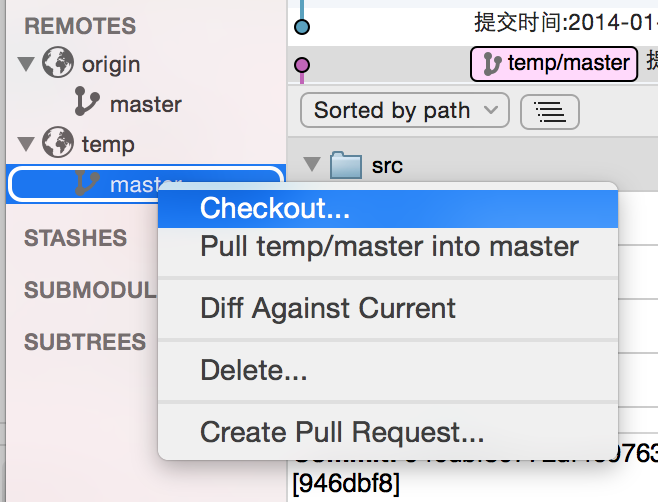 REMOTES
origin
master
temp
master
STASHES
SUBMODUL
SUBTREES
提交时间:2014-01-
temp/master 提
Sorted by path
src
Checkout...
Pull temp/master into master
Diff Against Current
Delete...
Create Pull Request...
[946dbf8]